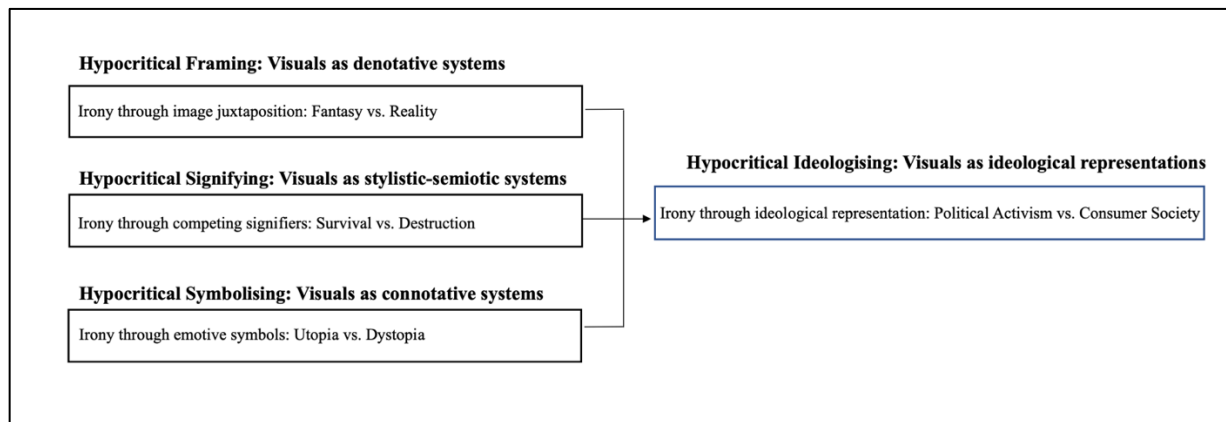 Hypocritical Framing: Visuals as denotative systems
Irony through image juxtaposition: Fantasy vs. Reality
Hypocritical Signifying: Visuals as stylistic-semiotic systems
Irony through competing signifiers: Survival vs. Destruction
Hypocritical Symbolising: Visuals as connotative systems
Irony through emotive symbols: Utopia vs. Dystopia
Hypocritical Ideologising: Visuals as ideological representations
Irony through ideological representation: Political Activism vs. Consumer Society